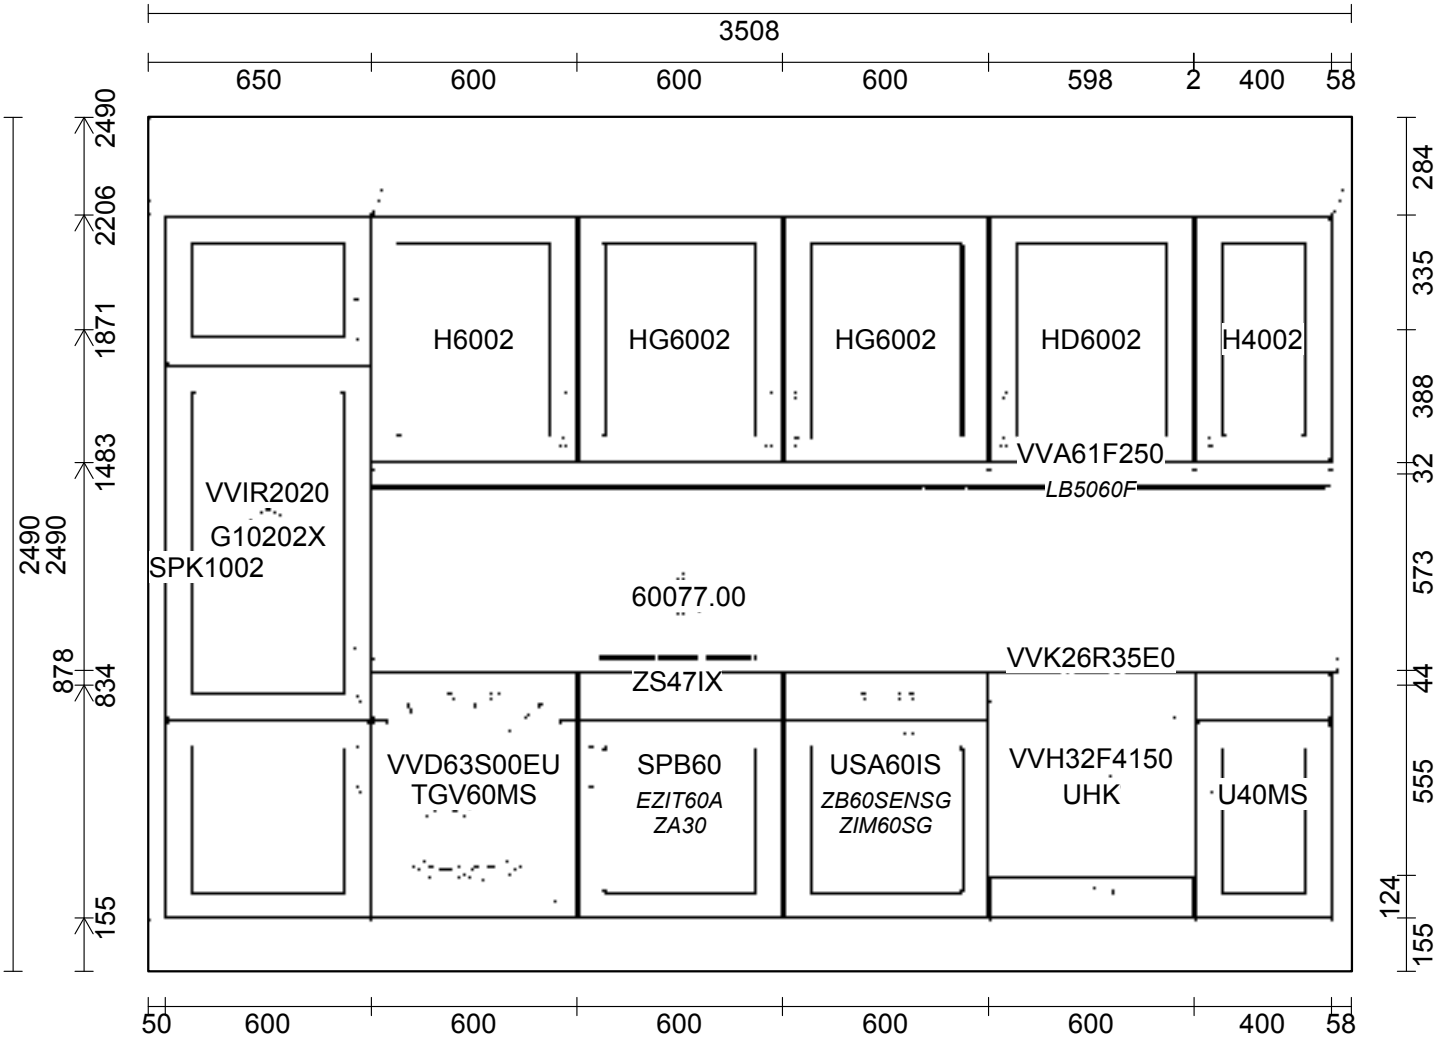 3508
650 600 600 600 598 2 400 58
2490
284
2206
H6002 HG6002 HG6002 HD6002 H4002
335
1871
388
VVA61F250
1483
32
LB5060F
VVIR2020
G10202X
SPK1002
2490
2490
573
60077.00
VVK26R35E0
878
834
44
ZS47IX
VVD63S00EU SPB60 USA60IS VVH32F4150
TGV60MS EZIT60A ZB60SENSG UHK U40MS
ZA30 ZIM60SG
555
124
155
155
50 600 600 600 600 600 400 58